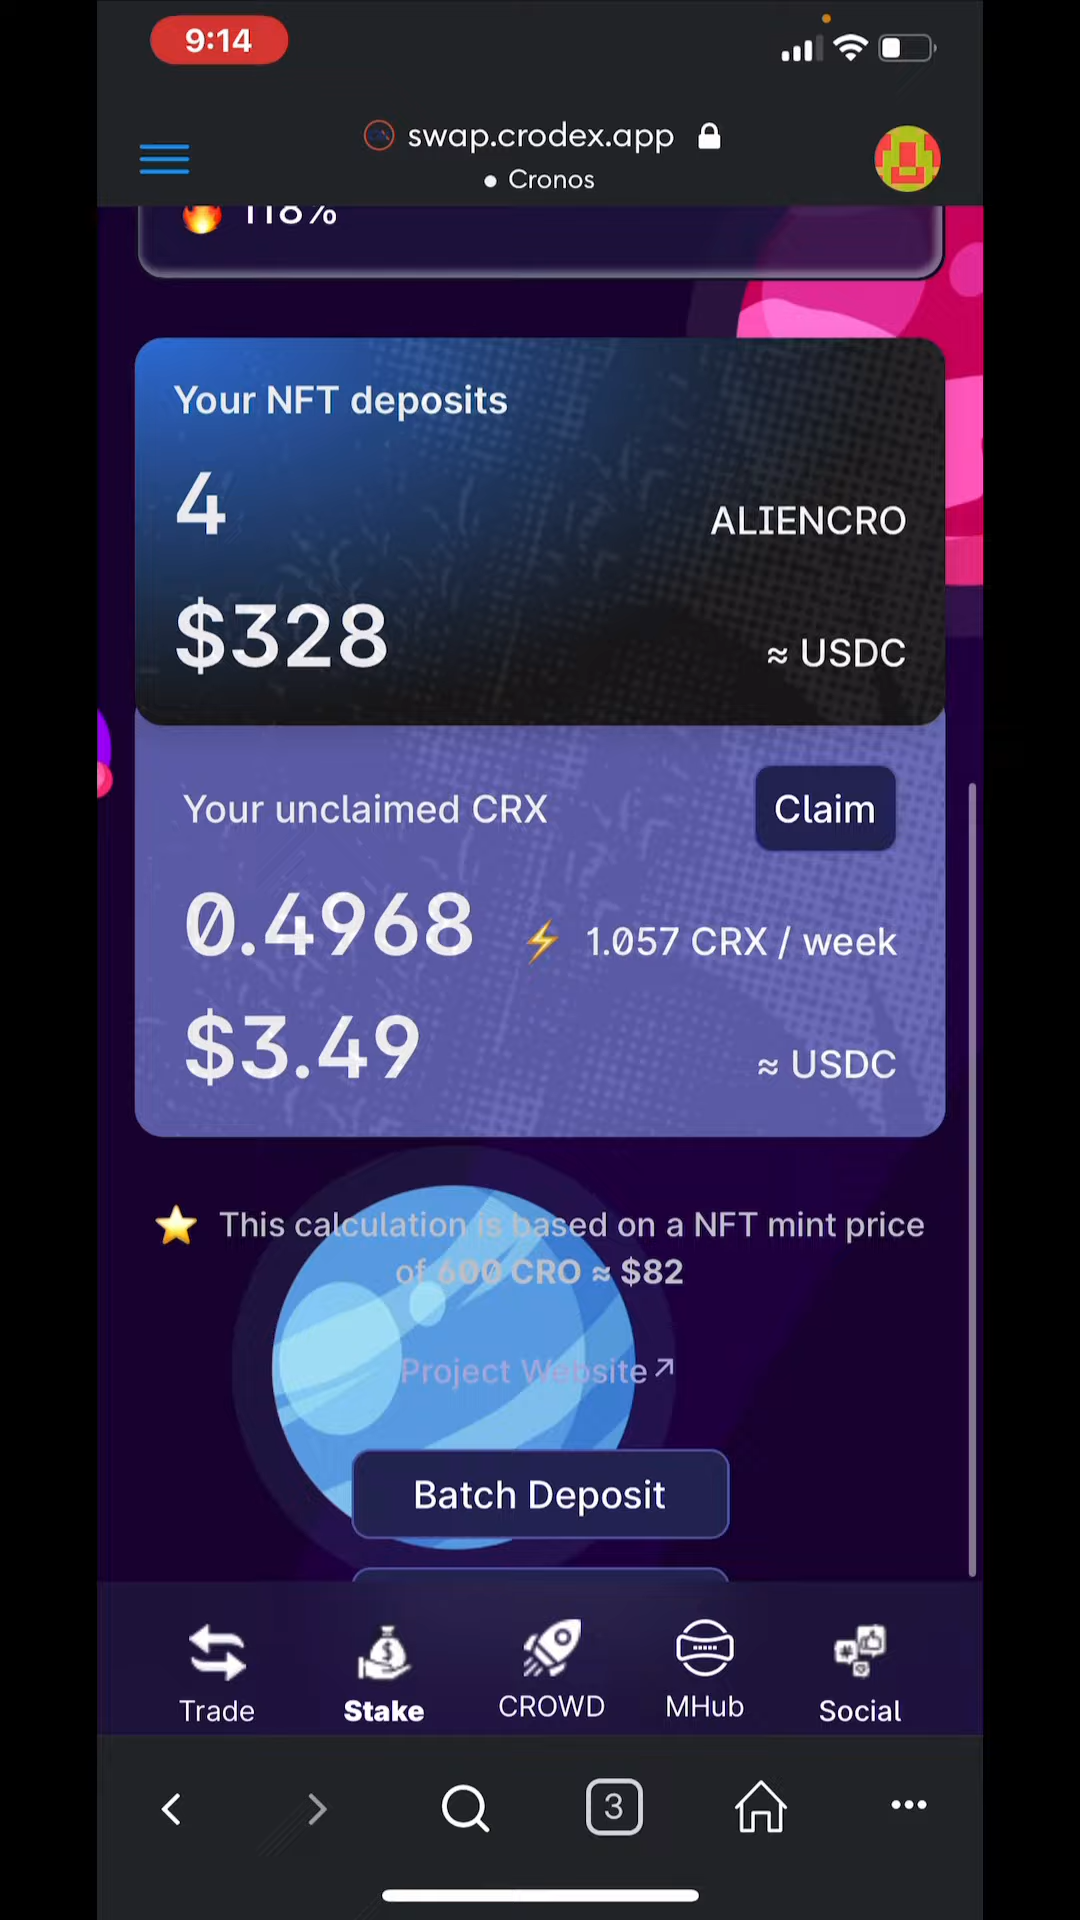 9:14
swap.crodex.app
Cronos
118%
Your NFT deposits
4
ALIENCRO
$328
≈ USDC
Your unclaimed CRX
Claim
0.4968
1.057 CRX / week
$3.49
≈ USDC
This calculation is based on a NFT mint price
of 600 CRO ≈ $82
Project Website↗
Batch Deposit
Trade
Stake
CROWD
MHub
Social
3